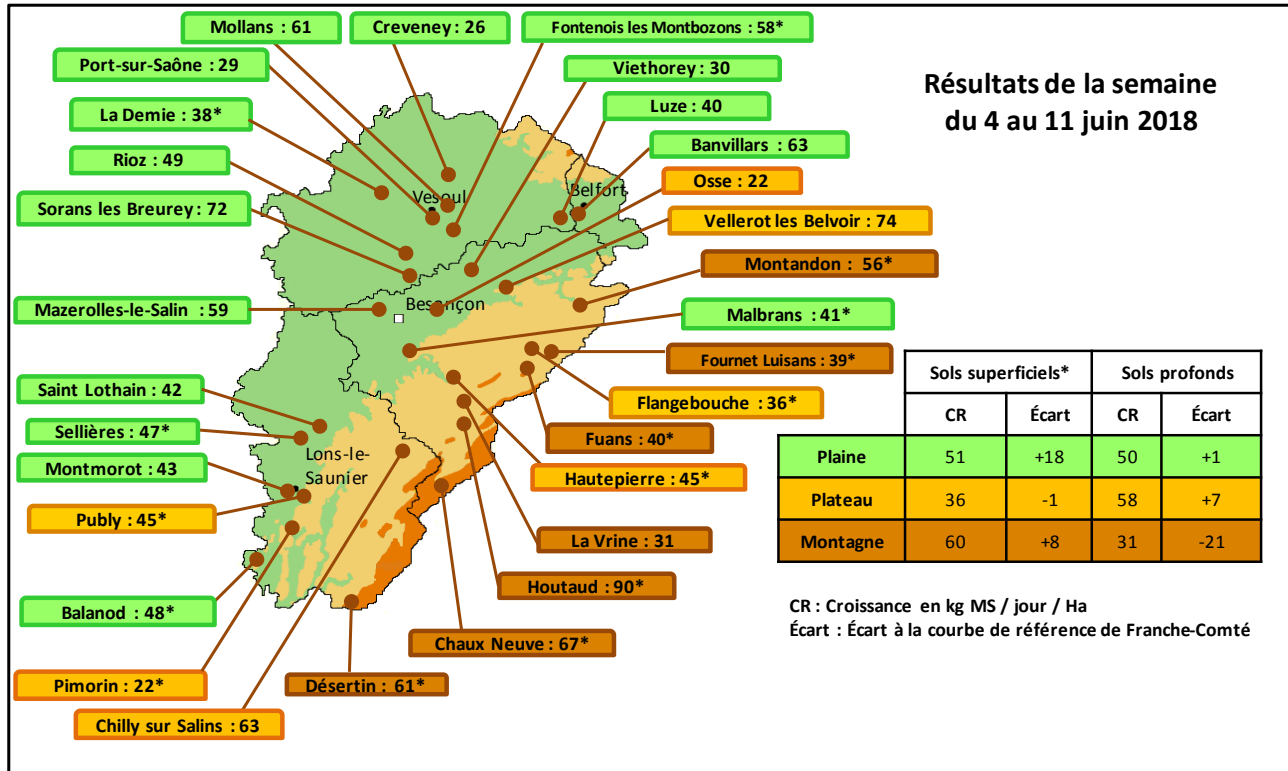 Résultats de la semaine
du 4 au 11 juin 2018
Mollans : 61
Creveney : 26
Fontenois les Montbozons : 58*
Port-sur-Saône : 29
Viethorey : 30
La Demie : 38*
Luze : 40
Rioz : 49
Banvillars : 63
Osse : 22
Sorans les Breurey : 72
Vellerot les Belvoir : 74
Montandon : 56*
Mazerolles-le-Salin : 59
Malbrans : 41*
Fournet Luisans : 39*
Saint Lothain : 42
Flangebouche : 36*
Sellières : 47*
Fuans : 40*
Montmorot : 43
Hautepierre : 45*
Publy : 45*
La Vrine : 31
Houtaud : 90*
Balanod : 48*
Chaux Neuve : 67*
Pimorin : 22*
Désertin : 61*
Chilly sur Salins : 63
Vesoul
Belfort
Besançon
Lons-le-
Saunier
Sols superficiels* Sols profonds
CR Écart CR Écart
Plaine 51 +18 50 +1
Plateau 36 -1 58 +7
Montagne 60 +8 31 -21
CR : Croissance en kg MS / jour / Ha
Écart : Écart à la courbe de référence de Franche-Comté